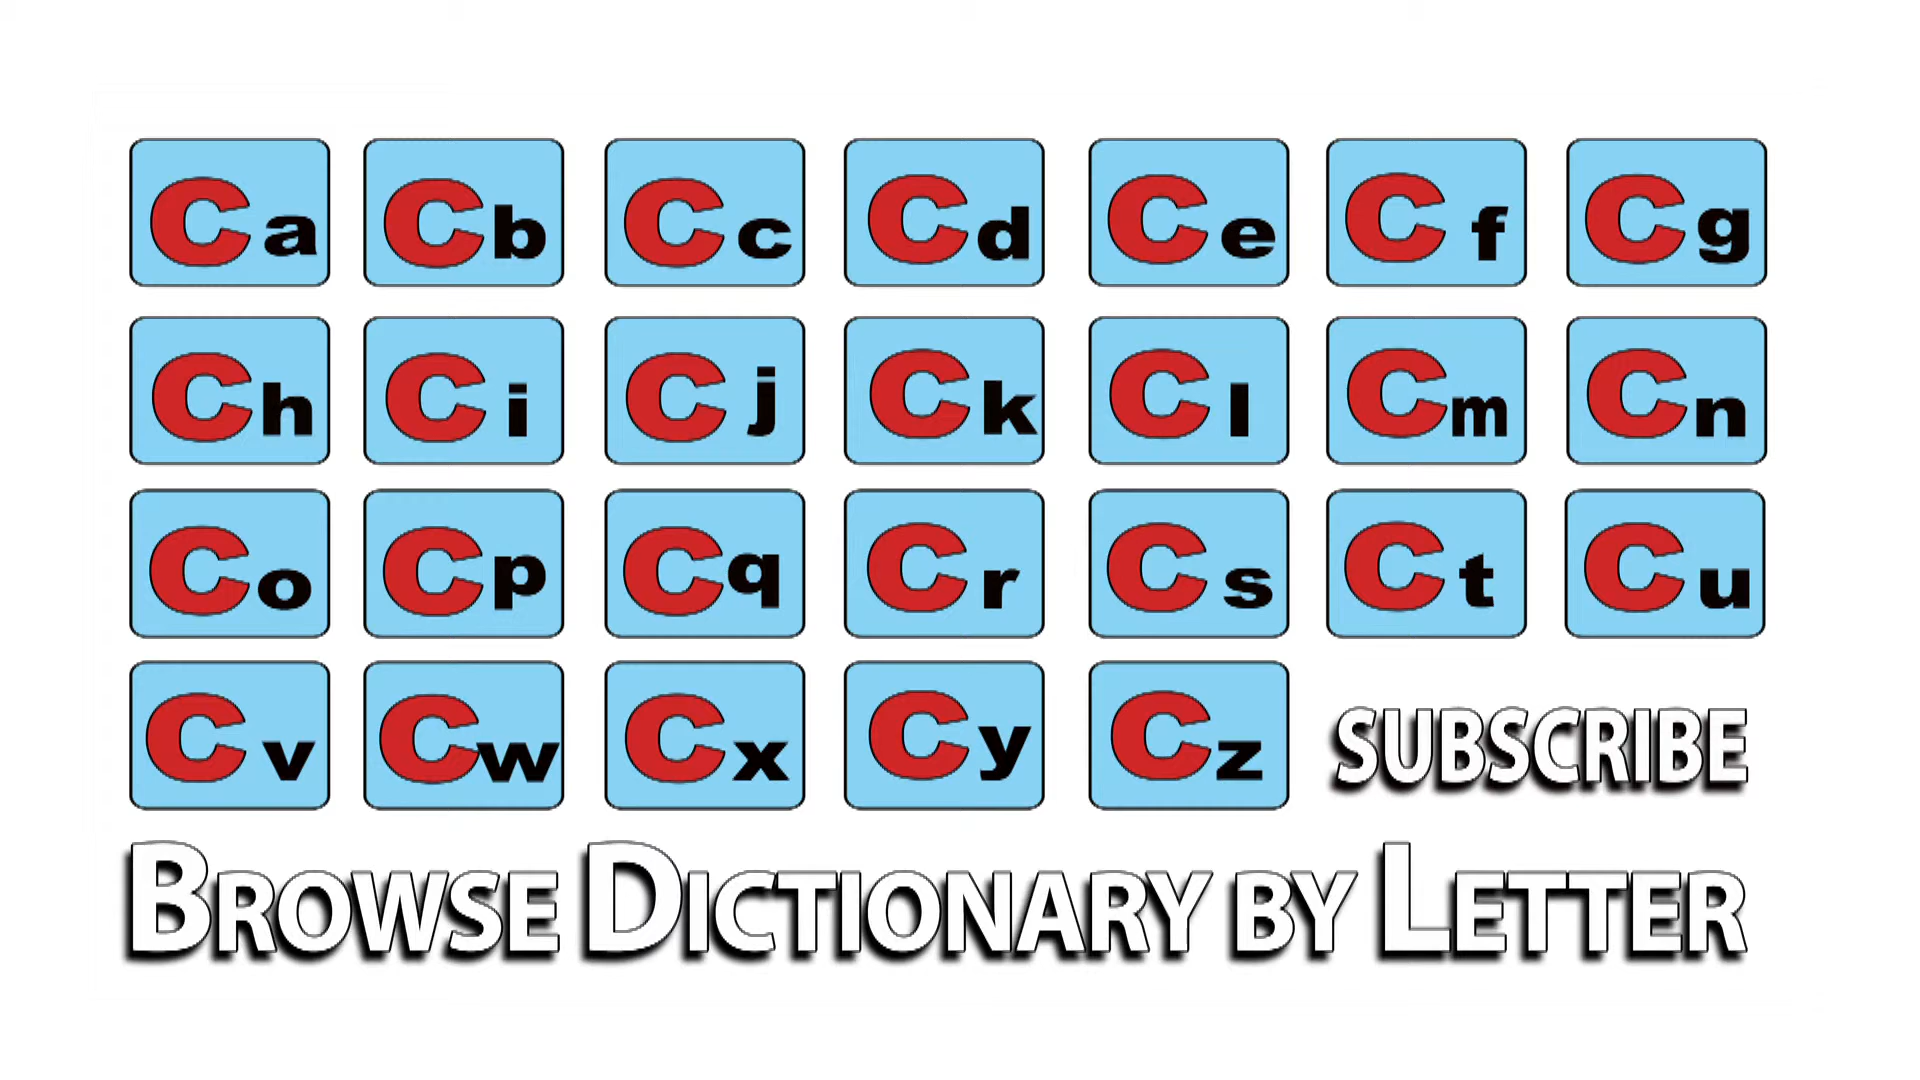 Ca Cb Cc Cd Ce Cf Cg
Ch Ci Cj Ck Cl Cm Cn
Co Cp Cq Cr Cs Ct Cu
Cv Cw Cx Cy Cz SUBSCRIBE
BROWSE DICTIONARY BY LETTER